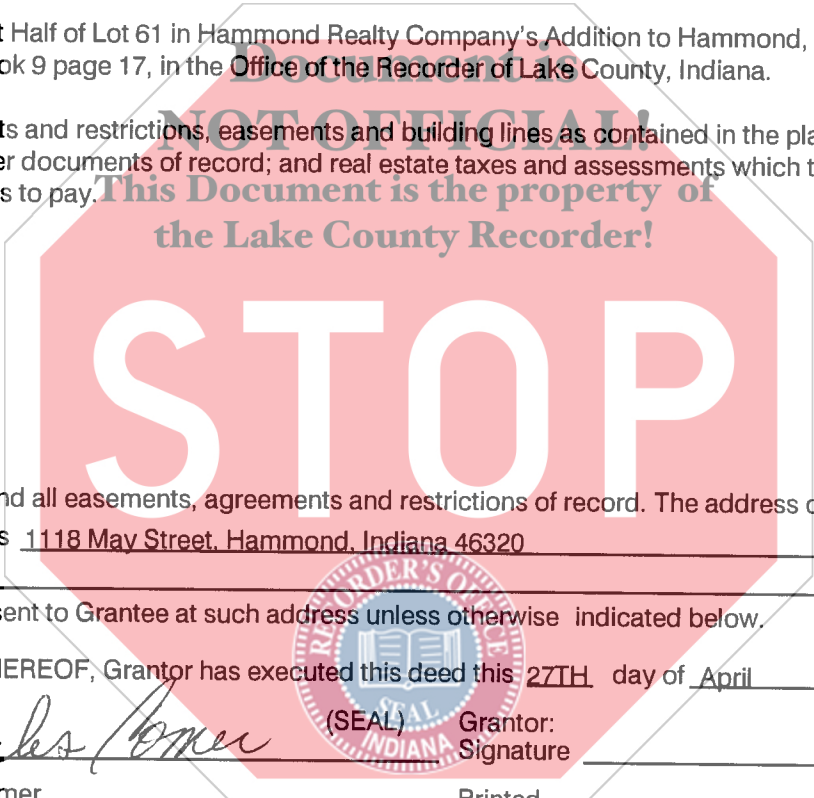 t Half of Lot 61 in Hammond Realty Company's Addition to Hammond,
ok 9 page 17, in the Office of the Recorder of Lake County, Indiana.
Document is
NOT OFFICIAL!
ts and restrictions, easements and building lines as contained in the pla
er documents of record; and real estate taxes and assessments which t
s to pay.
This Document is the property of
the Lake County Recorder!
STOP
nd all easements, agreements and restrictions of record. The address o
s 1118 May Street, Hammond, Indiana 46320
RECORDER'S OFFICE
sent to Grantee at such address unless otherwise indicated below.
HEREOF, Grantor has executed this deed this 27TH day of April
SEAL
INDIANA
(SEAL) Grantor:
Signature
mer Printed